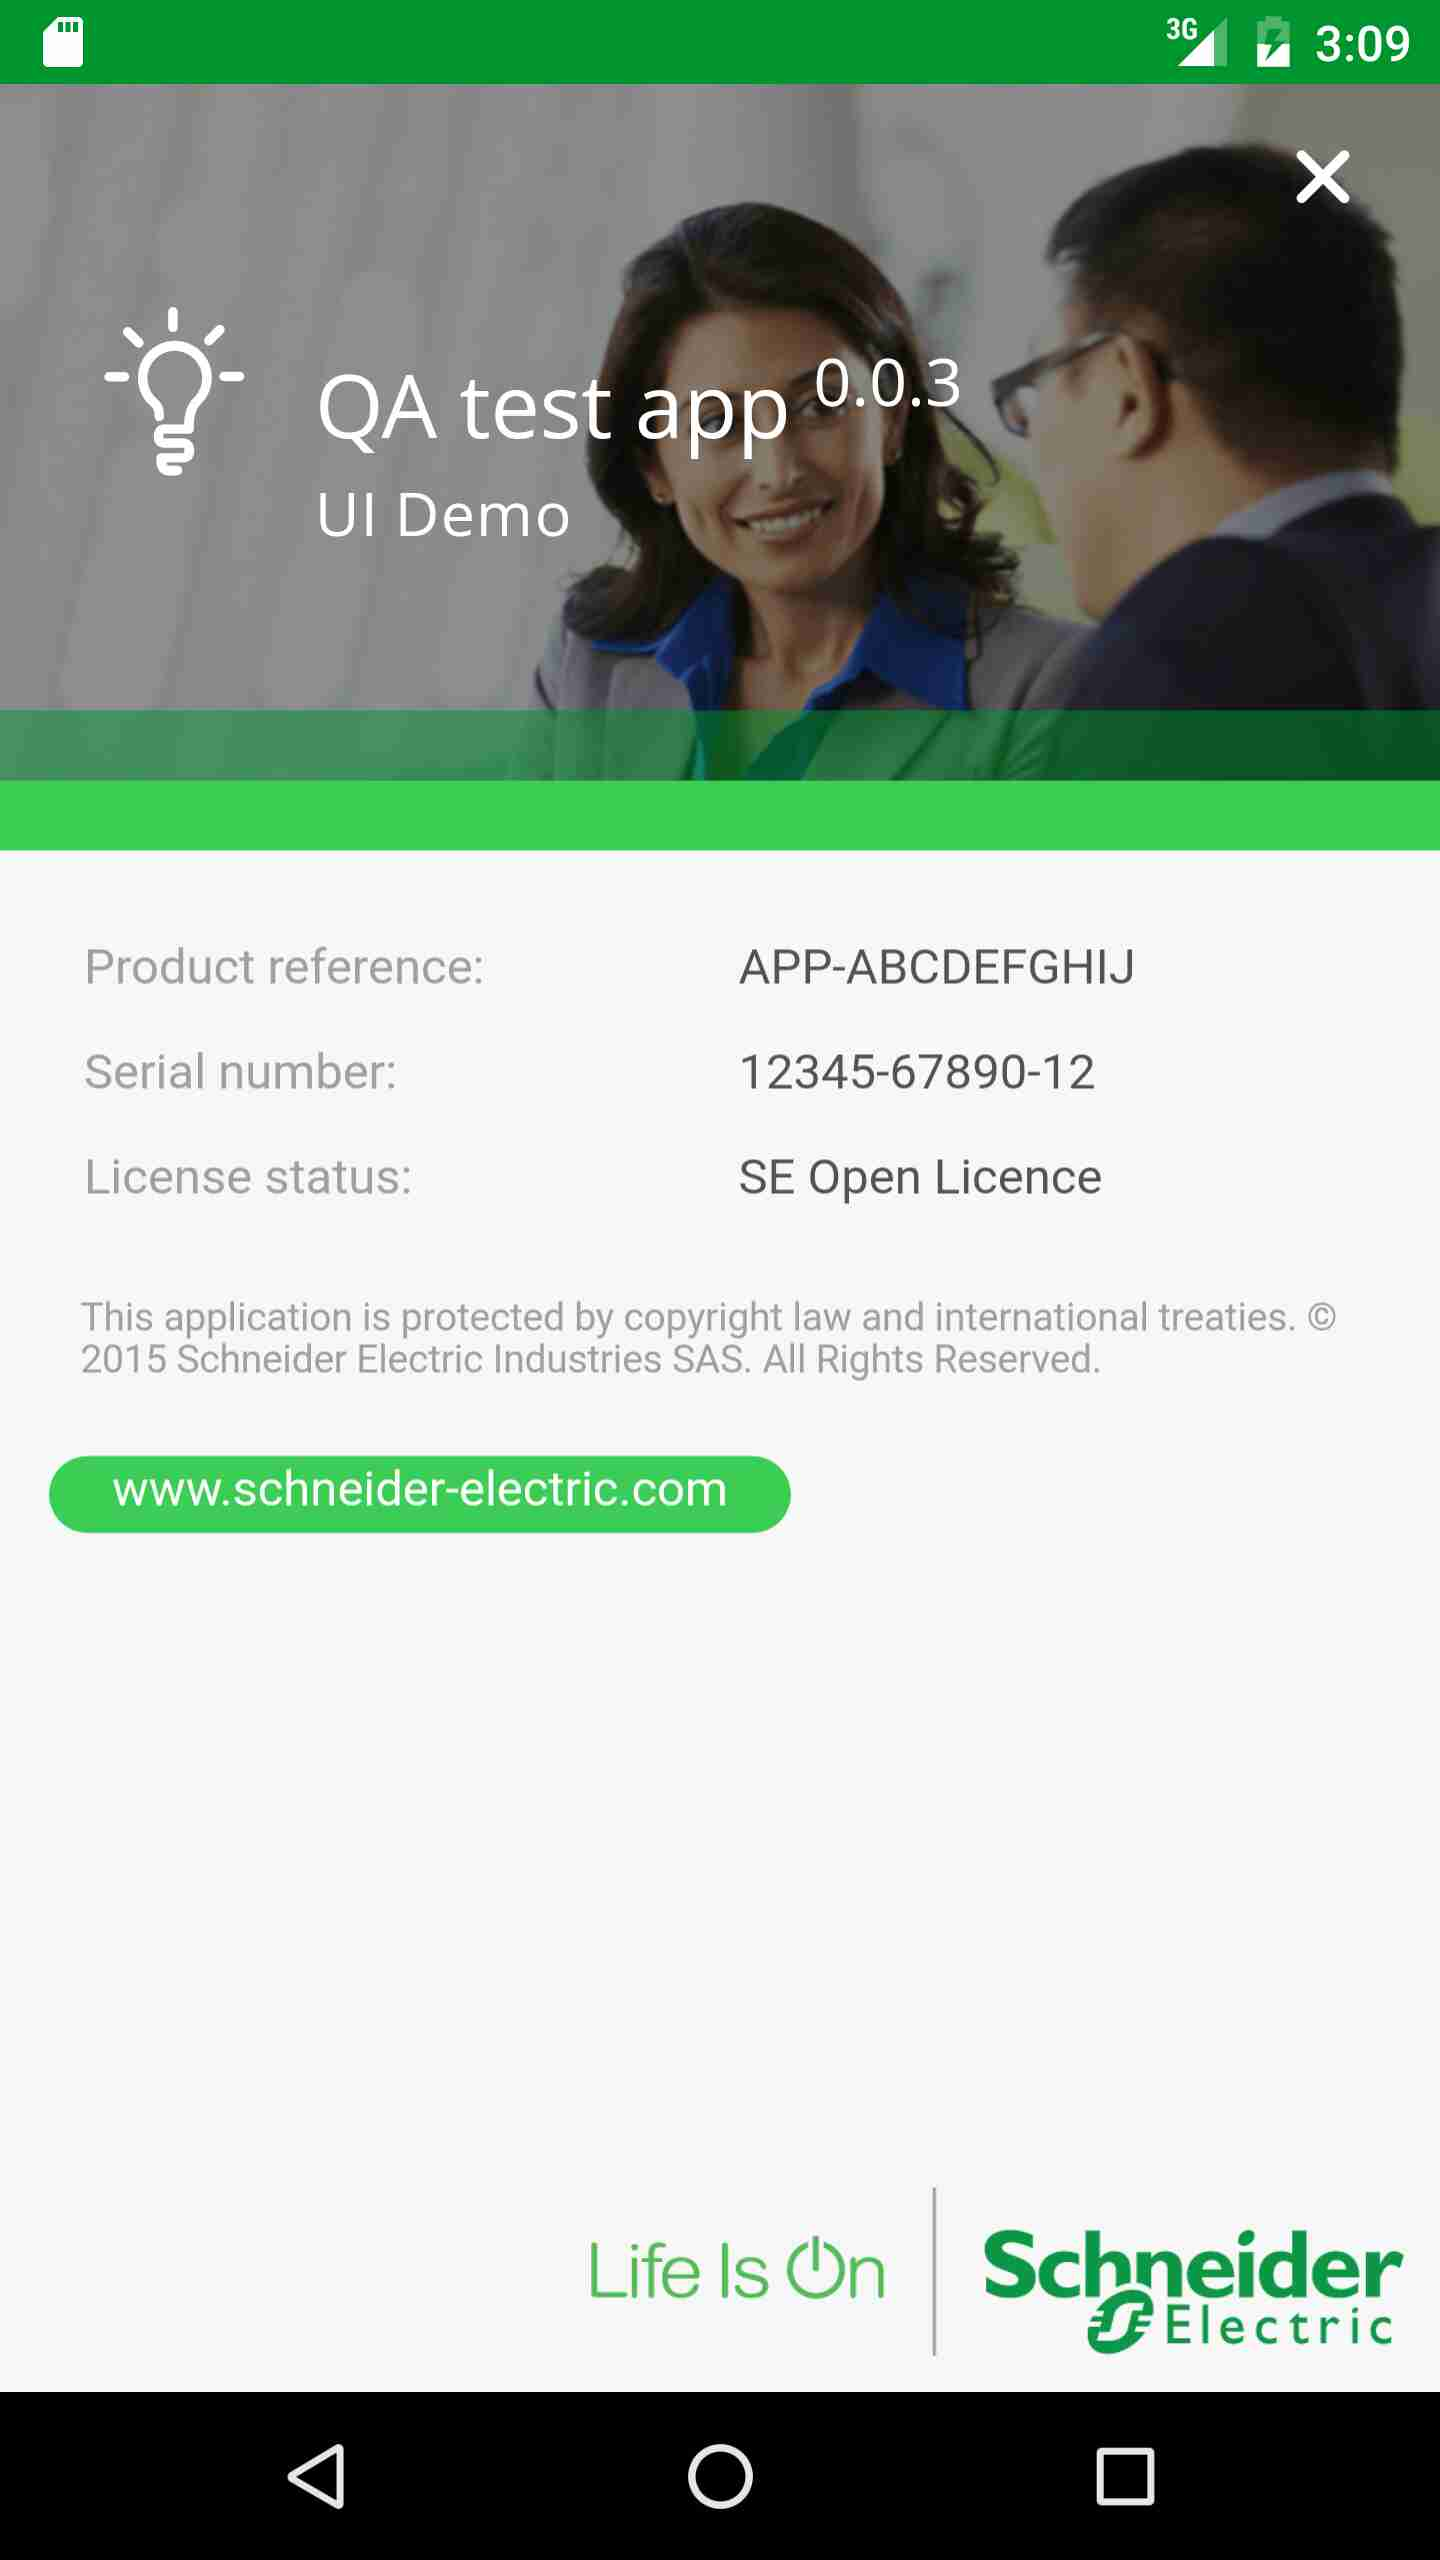 3G 3:09
QA test app 0.0.3
UI Demo
Product reference: APP-ABCDEFGHIJ
Serial number: 12345-67890-12
License status: SE Open Licence
This application is protected by copyright law and international treaties. ©
2015 Schneider Electric Industries SAS. All Rights Reserved.
www.schneider-electric.com
Life Is On
Schneider
Electric